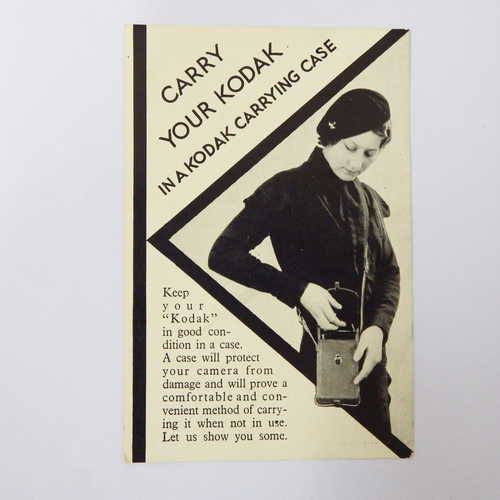 CARRY
YOUR KODAK
IN A KODAK CARRYING CASE
Keep
your
"Kodak"
in good con-
dition in a case.
A case will protect
your camera from
damage and will prove a
comfortable and con-
venient method of carry-
ing it when not in use.
Let us show you some.